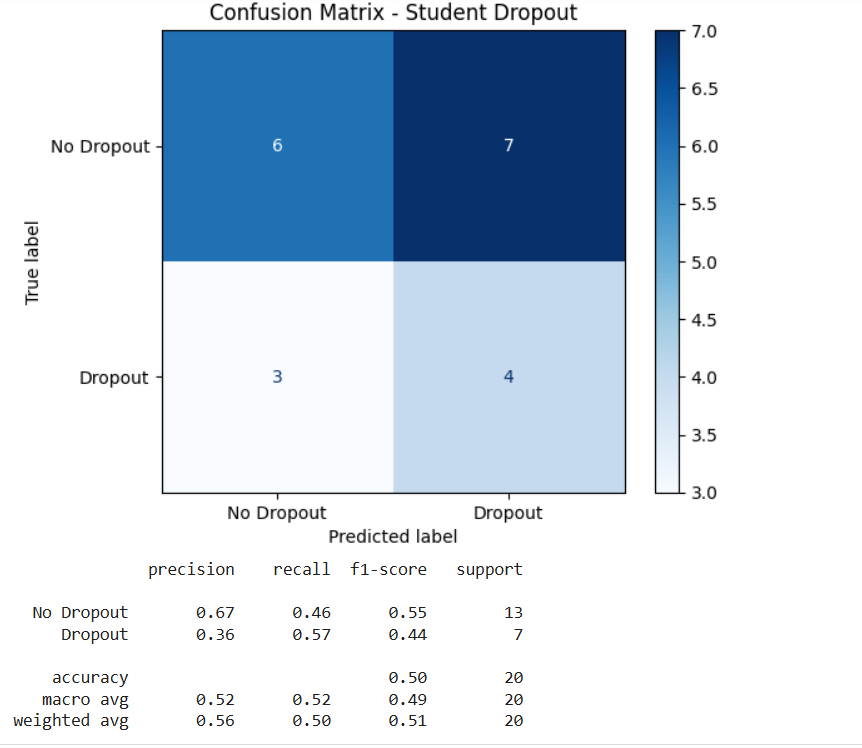 Confusion Matrix - Student Dropout
7.0
6.5
No Dropout 6 7 6.0
5.5
True label
5.0
4.5
Dropout 3 4 4.0
3.5
3.0
No Dropout Dropout
Predicted label
precision recall f1-score support
No Dropout 0.67 0.46 0.55 13
Dropout 0.36 0.57 0.44 7
accuracy 0.50 20
macro avg 0.52 0.52 0.49 20
weighted avg 0.56 0.50 0.51 20